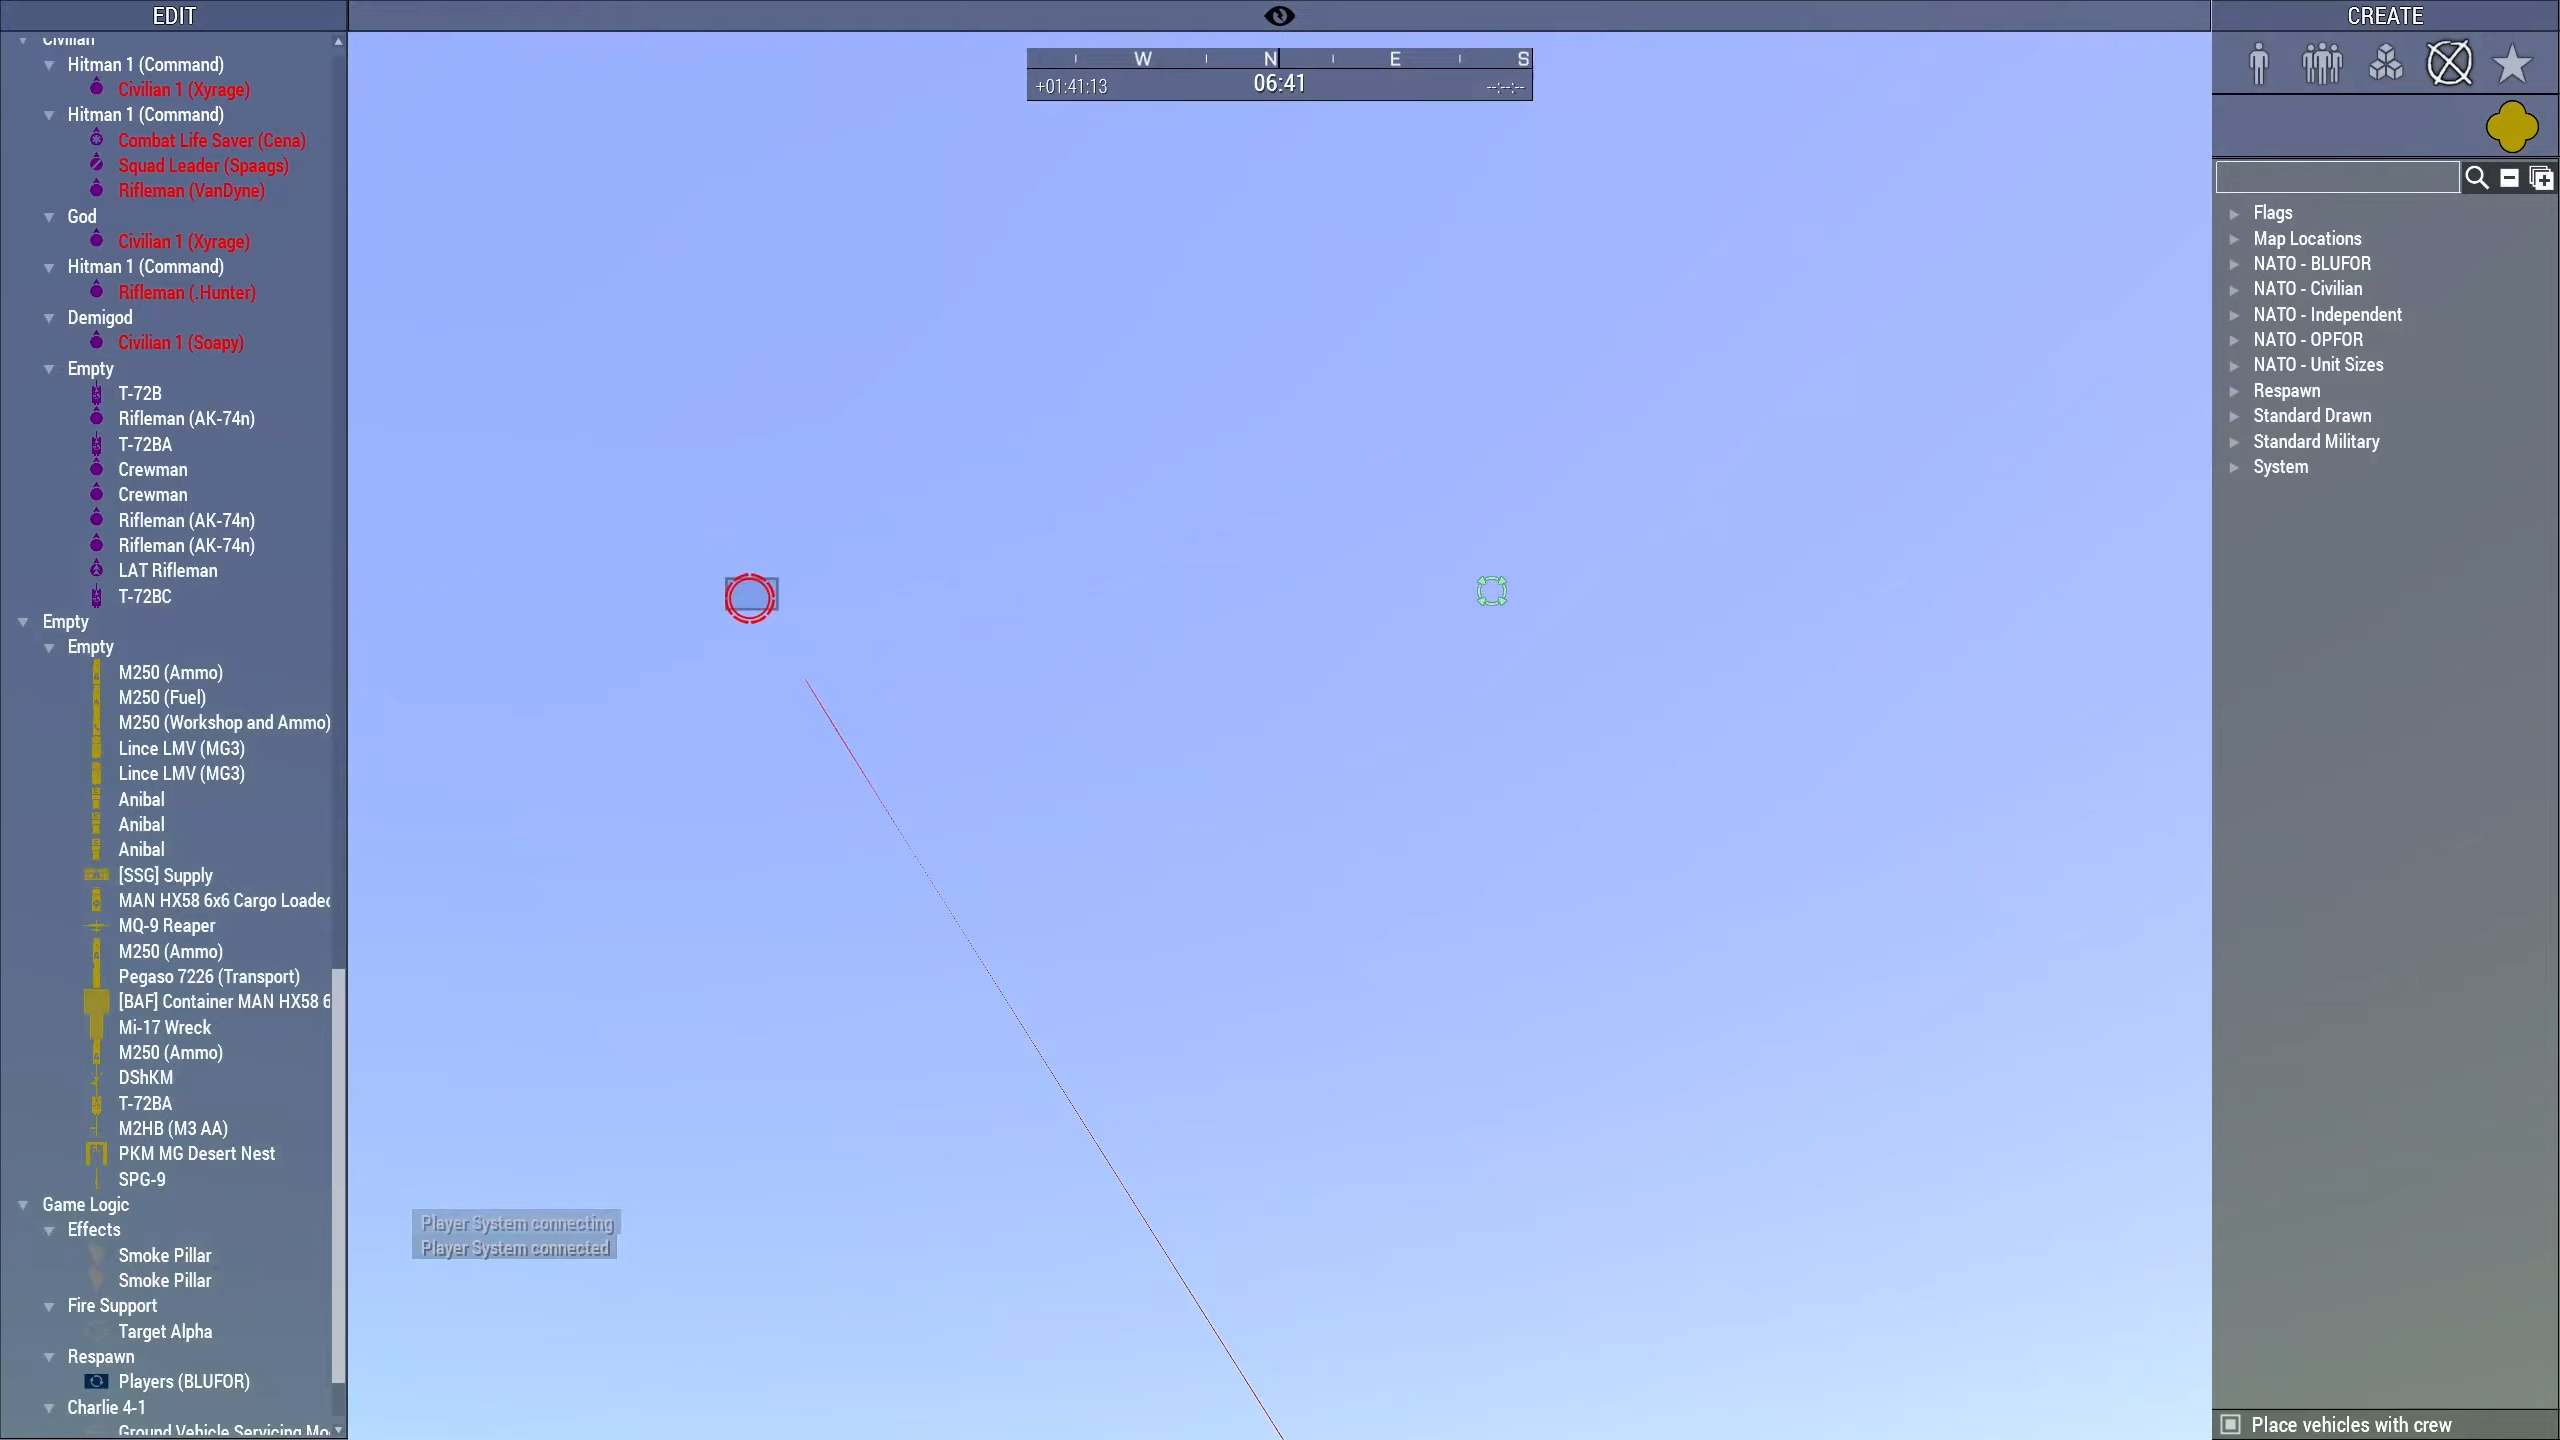 EDIT
Civilian
Hitman 1 (Command)
Civilian 1 (Xyrage)
Hitman 1 (Command)
Combat Life Saver (Cena)
Squad Leader (Spaags)
Rifleman (VanDyne)
God
Civilian 1 (Xyrage)
Hitman 1 (Command)
Rifleman (.Hunter)
Demigod
Civilian 1 (Soapy)
Empty
T-72B
Rifleman (AK-74n)
T-72BA
Crewman
Crewman
Rifleman (AK-74n)
Rifleman (AK-74n)
LAT Rifleman
T-72BC
Empty
Empty
M250 (Ammo)
M250 (Fuel)
M250 (Workshop and Ammo)
Lince LMV (MG3)
Lince LMV (MG3)
Anibal
Anibal
Anibal
[SSG] Supply
MAN HX58 6x6 Cargo Loaded
MQ-9 Reaper
M250 (Ammo)
Pegaso 7226 (Transport)
[BAF] Container MAN HX58 6
Mi-17 Wreck
M250 (Ammo)
DShKM
T-72BA
M2HB (M3 AA)
PKM MG Desert Nest
SPG-9
Game Logic
Effects
Smoke Pillar
Smoke Pillar
Fire Support
Target Alpha
Respawn
Players (BLUFOR)
Charlie 4-1
Ground Vehicle Servicing Mo
W N E S
+01:41:13 06:41 --:--:--
Player System connecting
Player System connected
CREATE
Flags
Map Locations
NATO - BLUFOR
NATO - Civilian
NATO - Independent
NATO - OPFOR
NATO - Unit Sizes
Respawn
Standard Drawn
Standard Military
System
Place vehicles with crew